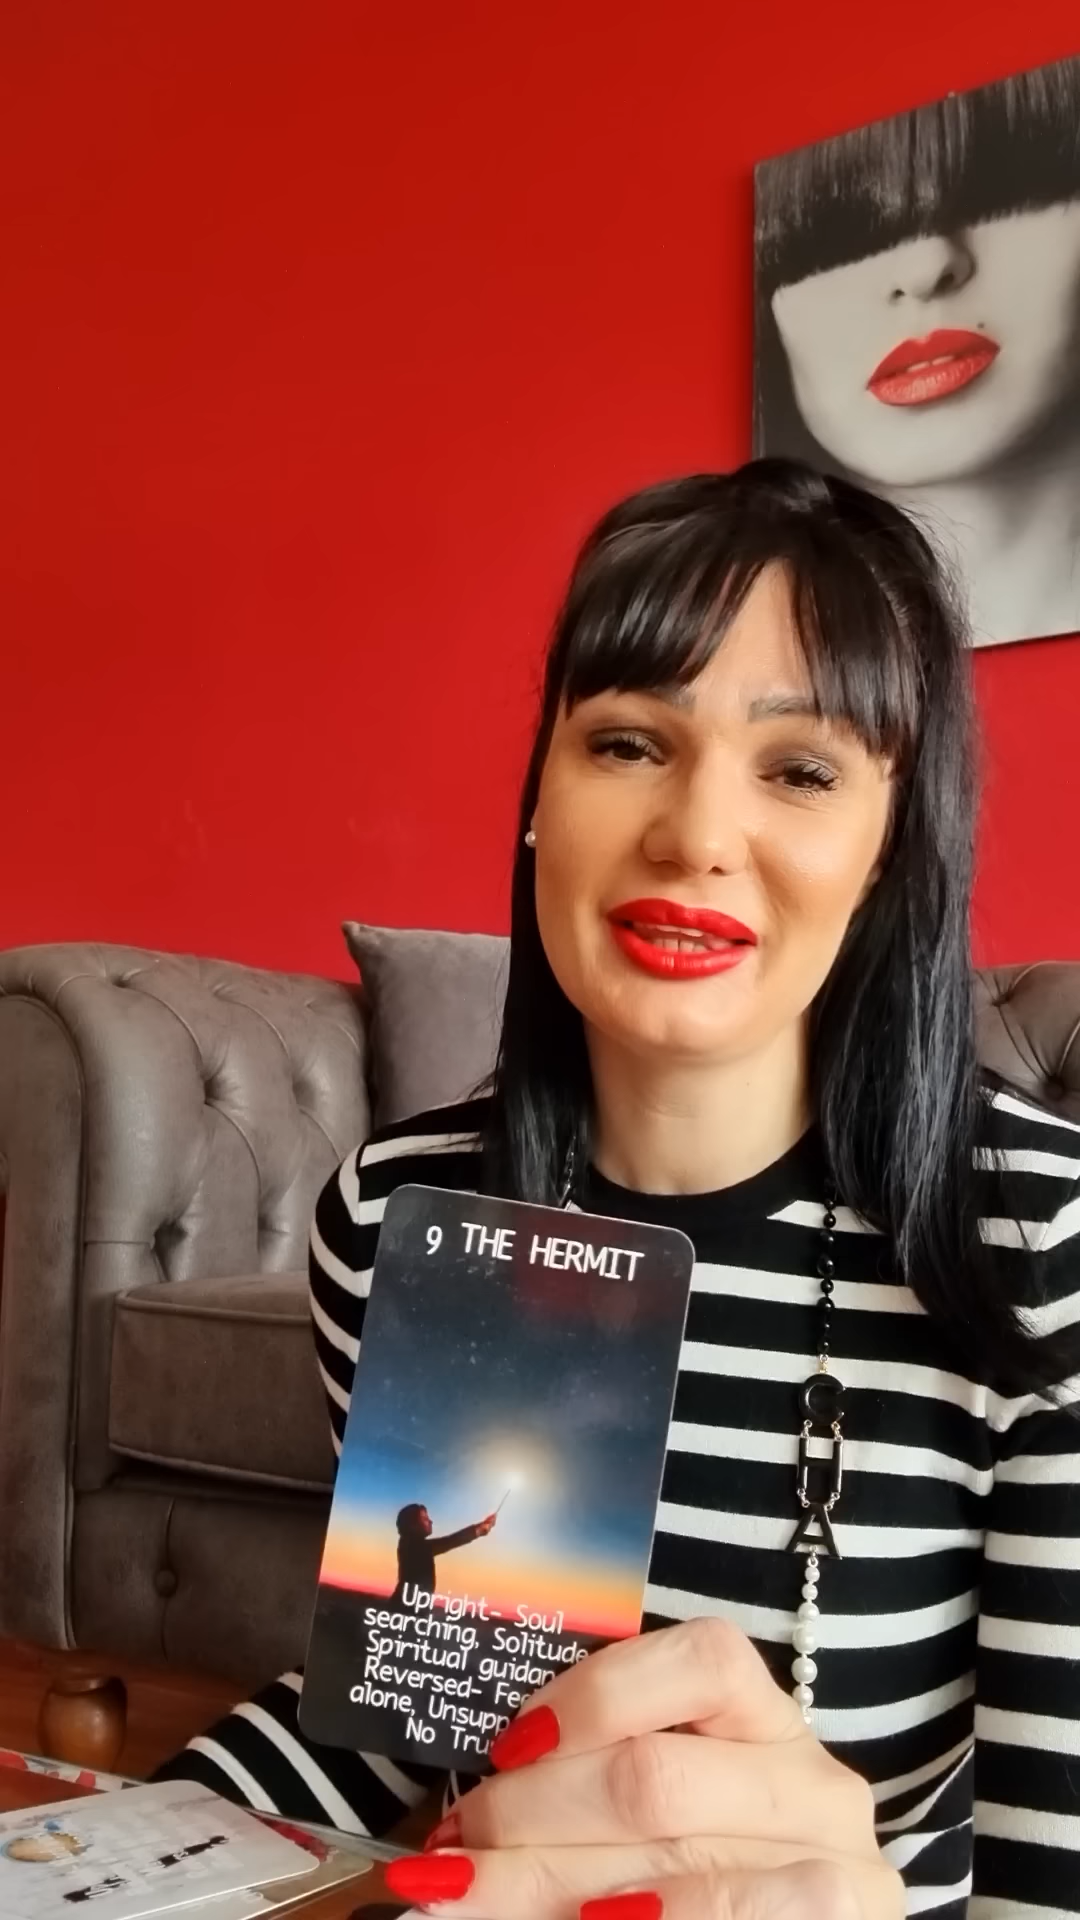 9 THE HERMIT
Upright- Soul
searching, Solitude
Spiritual
Reversed-
alone,
No
C
H
A